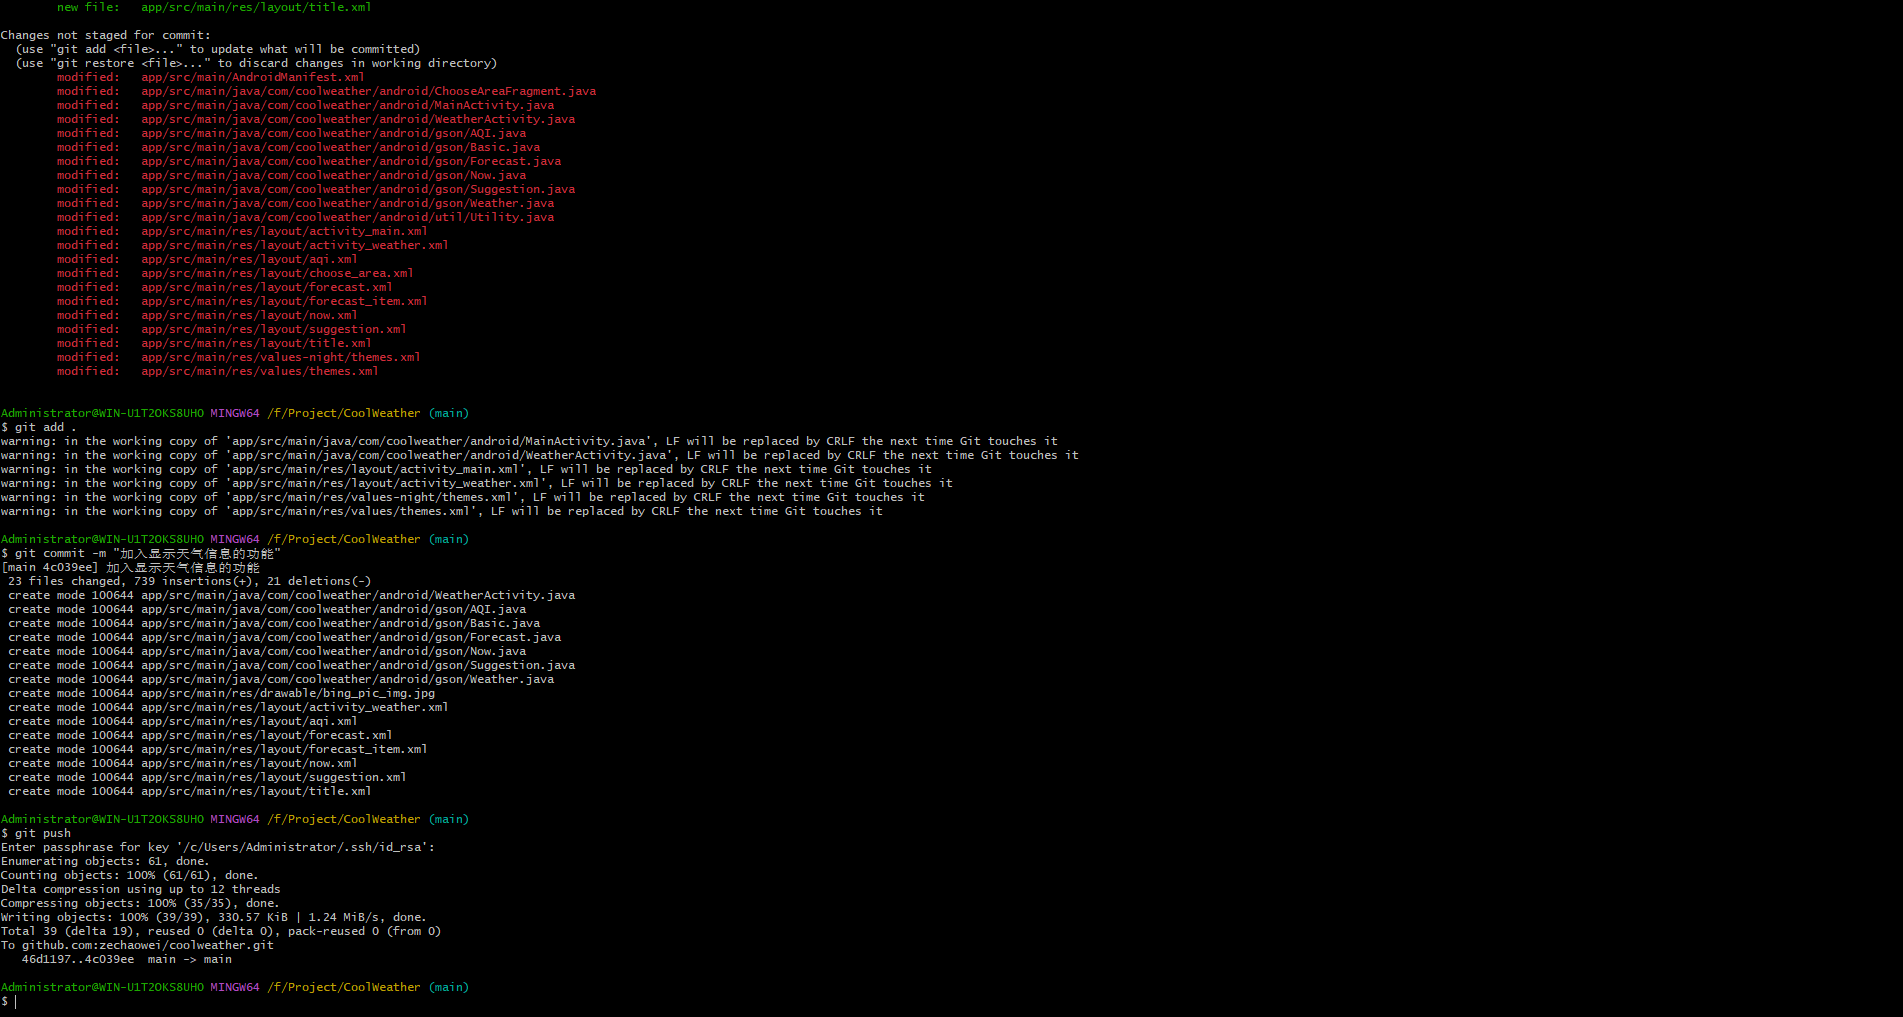 new file:   app/src/main/res/layout/title.xml
Changes not staged for commit:
(use "git add <file>..." to update what will be committed)
(use "git restore <file>..." to discard changes in working directory)
modified:   app/src/main/AndroidManifest.xml
modified:   app/src/main/java/com/coolweather/android/ChooseAreaFragment.java
modified:   app/src/main/java/com/coolweather/android/MainActivity.java
modified:   app/src/main/java/com/coolweather/android/WeatherActivity.java
modified:   app/src/main/java/com/coolweather/android/gson/AQI.java
modified:   app/src/main/java/com/coolweather/android/gson/Basic.java
modified:   app/src/main/java/com/coolweather/android/gson/Forecast.java
modified:   app/src/main/java/com/coolweather/android/gson/Now.java
modified:   app/src/main/java/com/coolweather/android/gson/Suggestion.java
modified:   app/src/main/java/com/coolweather/android/gson/Weather.java
modified:   app/src/main/java/com/coolweather/android/util/Utility.java
modified:   app/src/main/res/layout/activity_main.xml
modified:   app/src/main/res/layout/activity_weather.xml
modified:   app/src/main/res/layout/aqi.xml
modified:   app/src/main/res/layout/choose_area.xml
modified:   app/src/main/res/layout/forecast.xml
modified:   app/src/main/res/layout/forecast_item.xml
modified:   app/src/main/res/layout/now.xml
modified:   app/src/main/res/layout/suggestion.xml
modified:   app/src/main/res/layout/title.xml
modified:   app/src/main/res/values-night/themes.xml
modified:   app/src/main/res/values/themes.xml
Administrator@WIN-U1T2OKS8UHO MINGW64 /f/Project/CoolWeather (main)
$ git add .
warning: in the working copy of 'app/src/main/java/com/coolweather/android/MainActivity.java', LF will be replaced by CRLF the next time Git touches it
warning: in the working copy of 'app/src/main/java/com/coolweather/android/WeatherActivity.java', LF will be replaced by CRLF the next time Git touches it
warning: in the working copy of 'app/src/main/res/layout/activity_main.xml', LF will be replaced by CRLF the next time Git touches it
warning: in the working copy of 'app/src/main/res/layout/activity_weather.xml', LF will be replaced by CRLF the next time Git touches it
warning: in the working copy of 'app/src/main/res/values-night/themes.xml', LF will be replaced by CRLF the next time Git touches it
warning: in the working copy of 'app/src/main/res/values/themes.xml', LF will be replaced by CRLF the next time Git touches it
Administrator@WIN-U1T2OKS8UHO MINGW64 /f/Project/CoolWeather (main)
$ git commit -m "加入显示天气信息的功能"
[main 4c039ee] 加入显示天气信息的功能
23 files changed, 739 insertions(+), 21 deletions(-)
create mode 100644 app/src/main/java/com/coolweather/android/WeatherActivity.java
create mode 100644 app/src/main/java/com/coolweather/android/gson/AQI.java
create mode 100644 app/src/main/java/com/coolweather/android/gson/Basic.java
create mode 100644 app/src/main/java/com/coolweather/android/gson/Forecast.java
create mode 100644 app/src/main/java/com/coolweather/android/gson/Now.java
create mode 100644 app/src/main/java/com/coolweather/android/gson/Suggestion.java
create mode 100644 app/src/main/java/com/coolweather/android/gson/Weather.java
create mode 100644 app/src/main/res/drawable/bing_pic_img.jpg
create mode 100644 app/src/main/res/layout/activity_weather.xml
create mode 100644 app/src/main/res/layout/aqi.xml
create mode 100644 app/src/main/res/layout/forecast.xml
create mode 100644 app/src/main/res/layout/forecast_item.xml
create mode 100644 app/src/main/res/layout/now.xml
create mode 100644 app/src/main/res/layout/suggestion.xml
create mode 100644 app/src/main/res/layout/title.xml
Administrator@WIN-U1T2OKS8UHO MINGW64 /f/Project/CoolWeather (main)
$ git push
Enter passphrase for key '/c/Users/Administrator/.ssh/id_rsa':
Enumerating objects: 61, done.
Counting objects: 100% (61/61), done.
Delta compression using up to 12 threads
Compressing objects: 100% (35/35), done.
Writing objects: 100% (39/39), 330.57 KiB | 1.24 MiB/s, done.
Total 39 (delta 19), reused 0 (delta 0), pack-reused 0 (from 0)
To github.com:zechaowei/coolweather.git
46d1197..4c039ee  main -> main
Administrator@WIN-U1T2OKS8UHO MINGW64 /f/Project/CoolWeather (main)
$